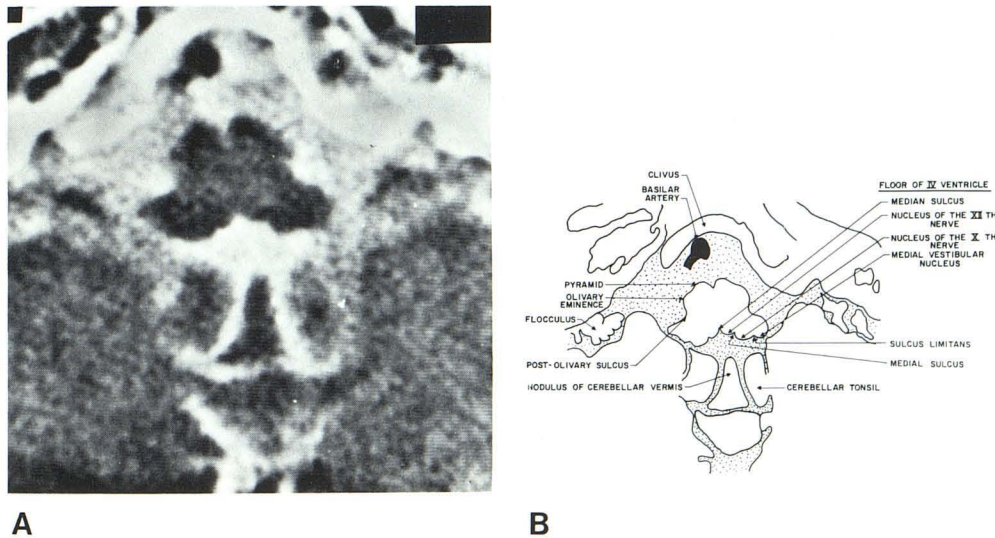 CLIVUS
BASILAR
ARTERY
FLOOR OF IV VENTRICLE
MEDIAN SULCUS
NUCLEUS OF THE XII TH
NERVE
NUCLEUS OF THE X TH
NERVE
MEDIAL VESTIBULAR
NUCLEUS
PYRAMID
OLIVARY
EMINENCE
FLOCCULUS
SULCUS LIMITANS
POST-OLIVARY SULCUS
MEDIAL SULCUS
NODULUS OF CEREBELLAR VERMIS
CEREBELLAR TONSIL
A
B